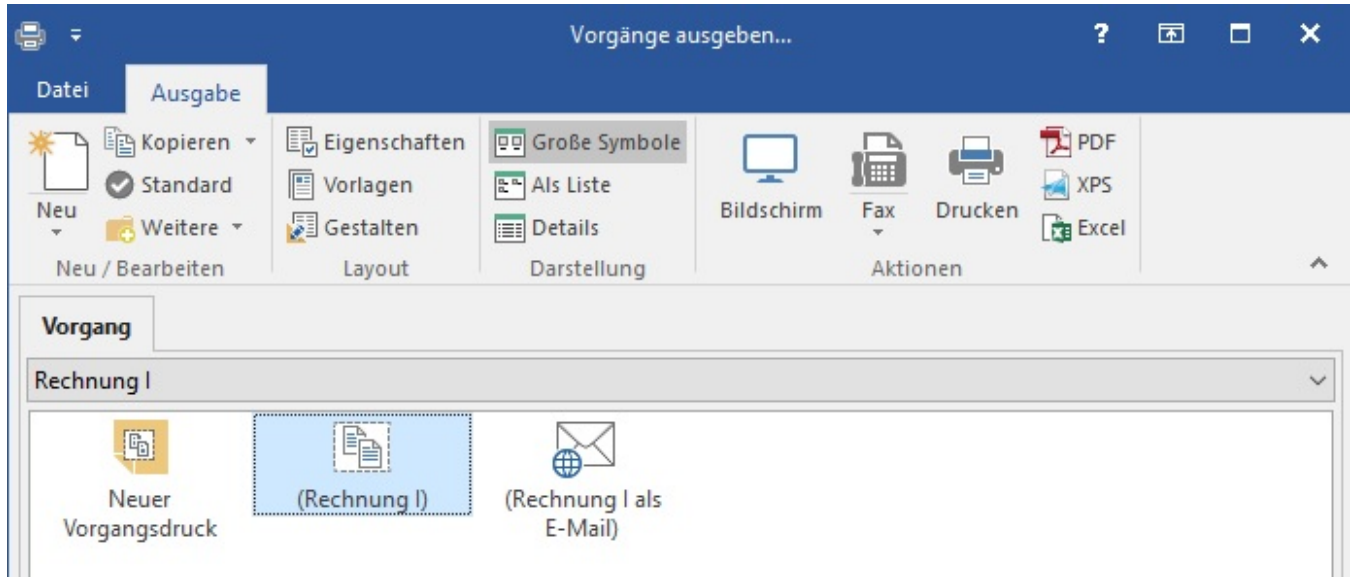 Vorgänge ausgeben...
?
Datei Ausgabe
Neu
Kopieren
Standard
Weitere
Neu / Bearbeiten
Eigenschaften
Vorlagen
Gestalten
Layout
Große Symbole
Als Liste
Details
Darstellung
Bildschirm
Fax
Drucken
PDF
XPS
Excel
Aktionen
Vorgang
Rechnung I
Neuer
Vorgangsdruck
(Rechnung I)
(Rechnung I als
E-Mail)